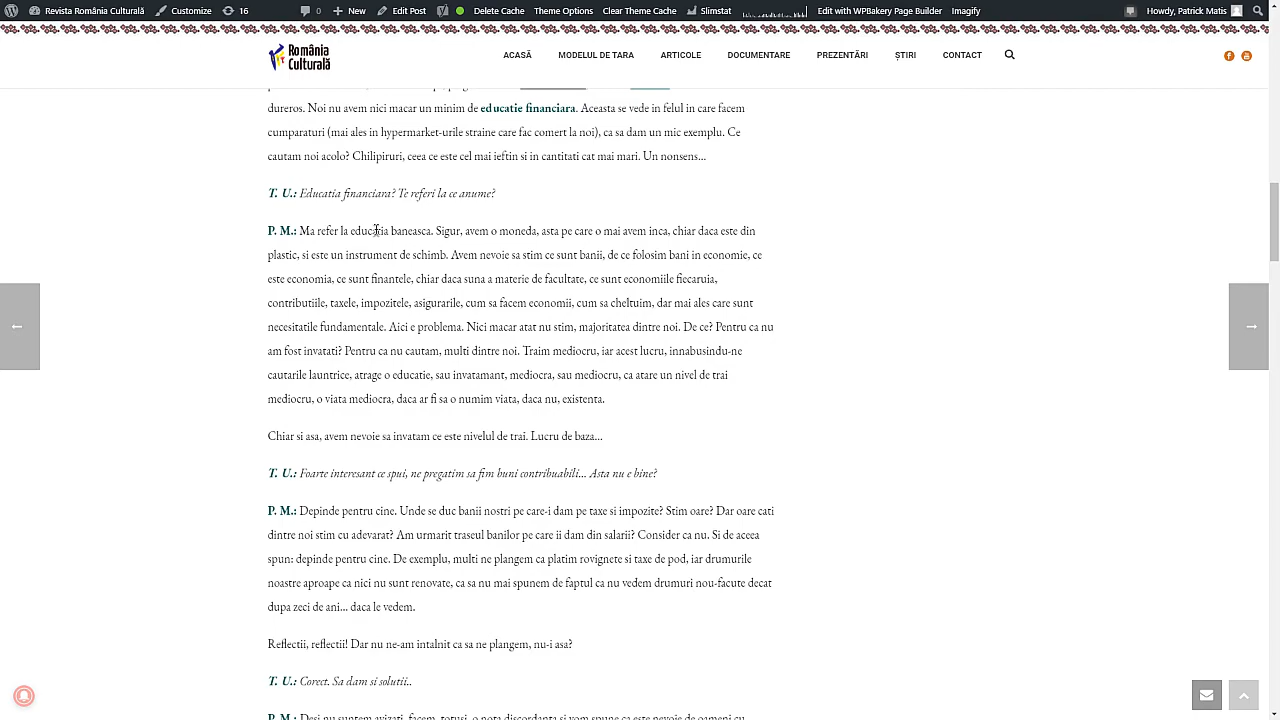 Revista România Culturală Customize 16 0 New Edit Post Delete Cache Theme Options Clear Theme Cache Slimstat Edit with WPBakery Page Builder Imagify Howdy, Patrick Matis
România
Culturală
ACASĂ MODELUL DE TARA ARTICOLE DOCUMENTARE PREZENTĂRI ȘTIRI CONTACT
dureros. Noi nu avem nici macar un minim de educatie financiara. Aceasta se vede in felul in care facem
cumparaturi (mai ales in hypermarket-urile straine care fac comert la noi), ca sa dam un mic exemplu. Ce
cautam noi acolo? Chilipiruri, ceea ce este cel mai ieftin si in cantitati cat mai mari. Un nonsens…
T. U.: Educatia financiara? Te referi la ce anume?
P. M.: Ma refer la educatia baneasca. Sigur, avem o moneda, asta pe care o mai avem inca, chiar daca este din
plastic, si este un instrument de schimb. Avem nevoie sa stim ce sunt banii, de ce folosim bani in economie, ce
este economia, ce sunt finantele, chiar daca suna a materie de facultate, ce sunt economiile fiecaruia,
contributiile, taxele, impozitele, asigurarile, cum sa facem economii, cum sa cheltuim, dar mai ales care sunt
necesitatile fundamentale. Aici e problema. Nici macar atat nu stim, majoritatea dintre noi. De ce? Pentru ca nu
am fost invatati? Pentru ca nu cautam, multi dintre noi. Traim mediocru, iar acest lucru, innabusindu-ne
cautarile launtrice, atrage o educatie, sau invatamant, mediocra, sau mediocru, ca atare un nivel de trai
mediocru, o viata mediocra, daca ar fi sa o numim viata, daca nu, existenta.
Chiar si asa, avem nevoie sa invatam ce este nivelul de trai. Lucru de baza…
T. U.: Foarte interesant ce spui, ne pregatim sa fim buni contribuabili… Asta nu e bine?
P. M.: Depinde pentru cine. Unde se duc banii nostri pe care-i dam pe taxe si impozite? Stim oare? Dar oare cati
dintre noi stim cu adevarat? Am urmarit traseul banilor pe care ii dam din salarii? Consider ca nu. Si de aceea
spun: depinde pentru cine. De exemplu, multi ne plangem ca platim rovignete si taxe de pod, iar drumurile
noastre aproape ca nici nu sunt renovate, ca sa nu mai spunem de faptul ca nu vedem drumuri nou-facute decat
dupa zeci de ani… daca le vedem.
Reflectii, reflectii! Dar nu ne-am intalnit ca sa ne plangem, nu-i asa?
T. U.: Corect. Sa dam si solutii..
P. M.: Desi nu suntem avizati, facem, totusi, o nota discordanta si vom spune ca este nevoie de oameni cu